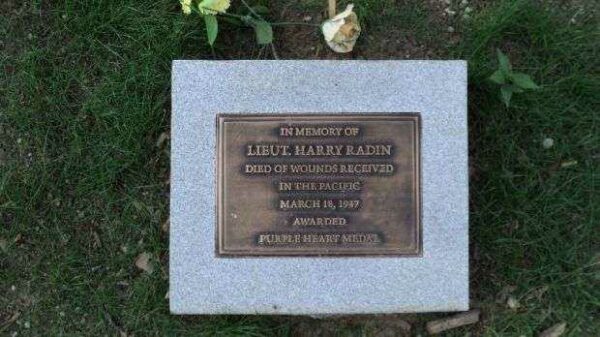 IN MEMORY OF
LIEUT. HARRY RADIN
DIED OF WOUNDS RECEIVED
IN THE PACIFIC
MARCH 18, 1947
AWARDED
PURPLE HEART MEDAL